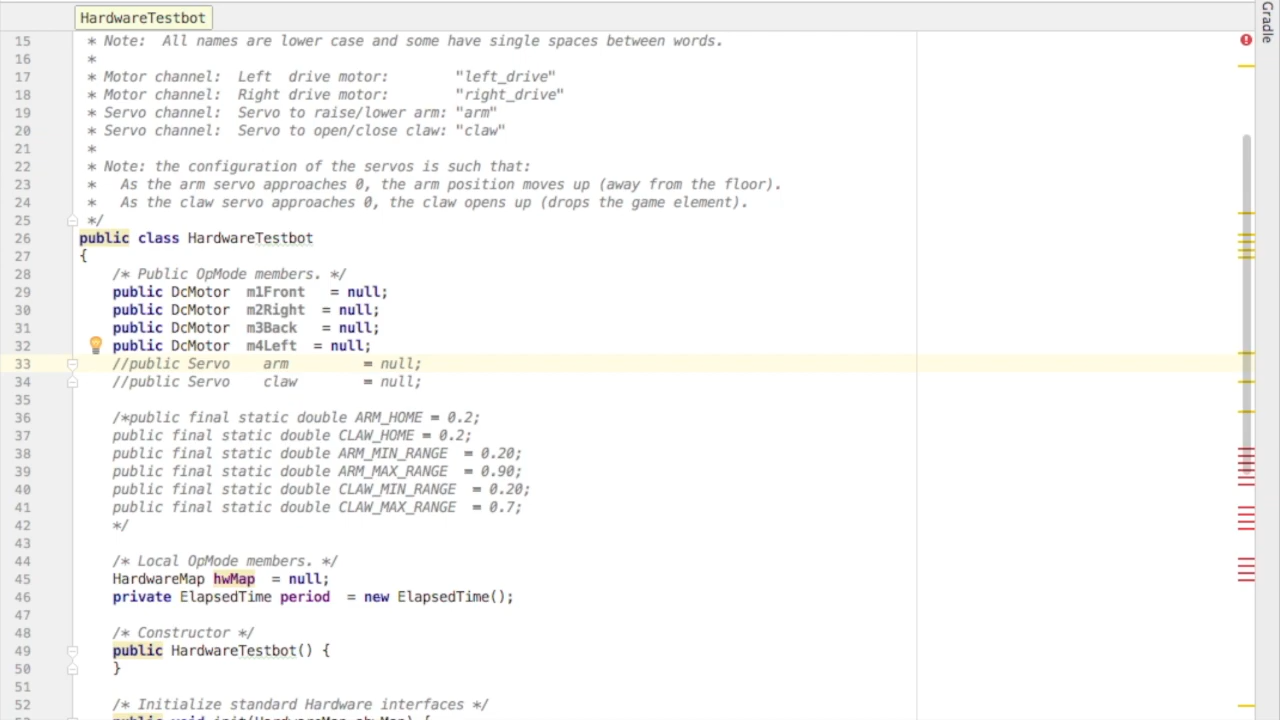 HardwareTestbot
Gradle
15 * Note:  All names are lower case and some have single spaces between words.
16 *
17 * Motor channel:  Left  drive motor:        "left_drive"
18 * Motor channel:  Right drive motor:        "right_drive"
19 * Servo channel:  Servo to raise/lower arm: "arm"
20 * Servo channel:  Servo to open/close claw: "claw"
21 *
22 * Note: the configuration of the servos is such that:
23 *   As the arm servo approaches 0, the arm position moves up (away from the floor).
24 *   As the claw servo approaches 0, the claw opens up (drops the game element).
25 */
26 public class HardwareTestbot
27 {
28 /* Public OpMode members. */
29 public DcMotor  m1Front   = null;
30 public DcMotor  m2Right  = null;
31 public DcMotor  m3Back   = null;
32 public DcMotor  m4Left  = null;
33 //public Servo    arm         = null;
34 //public Servo    claw        = null;
35
36 /*public final static double ARM_HOME = 0.2;
37 public final static double CLAW_HOME = 0.2;
38 public final static double ARM_MIN_RANGE  = 0.20;
39 public final static double ARM_MAX_RANGE  = 0.90;
40 public final static double CLAW_MIN_RANGE  = 0.20;
41 public final static double CLAW_MAX_RANGE  = 0.7;
42 */
43
44 /* Local OpMode members. */
45 HardwareMap hwMap  = null;
46 private ElapsedTime period  = new ElapsedTime();
47
48 /* Constructor */
49 public HardwareTestbot() {
50 }
51
52 /* Initialize standard Hardware interfaces */
public void init(HardwareMap ahwMap) {